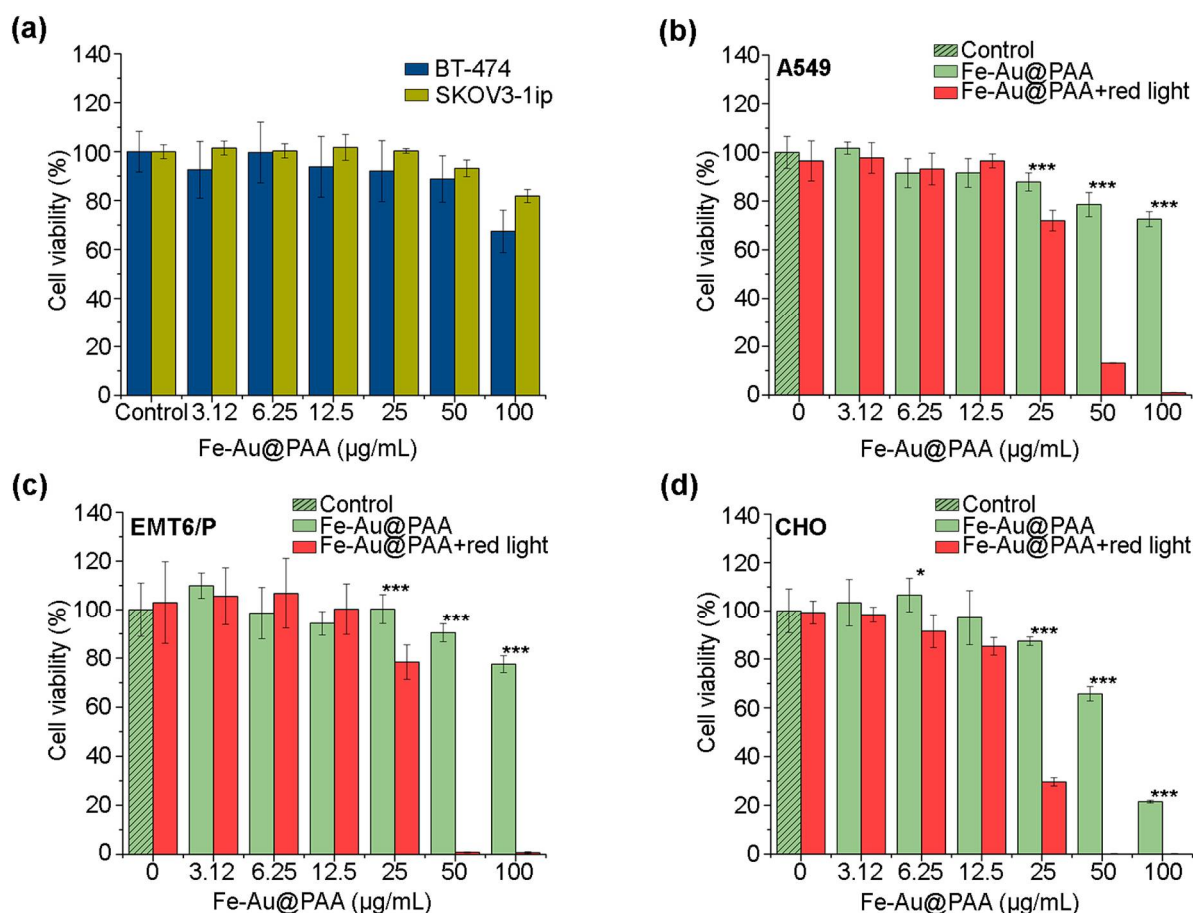 (a)
140
120
100
80
60
40
20
0
Cell viability (%)
BT-474
SKOV3-1ip
Control 3.12 6.25 12.5 25 50 100
Fe-Au@PAA (µg/mL)
(b)
140
120
100
80
60
40
20
0
Cell viability (%)
A549
Control
Fe-Au@PAA
Fe-Au@PAA+red light
*** *** ***
0 3.12 6.25 12.5 25 50 100
Fe-Au@PAA (µg/mL)
(c)
140
120
100
80
60
40
20
0
Cell viability (%)
EMT6/P
Control
Fe-Au@PAA
Fe-Au@PAA+red light
*** *** ***
0 3.12 6.25 12.5 25 50 100
Fe-Au@PAA (µg/mL)
(d)
140
120
100
80
60
40
20
0
Cell viability (%)
CHO
Control
Fe-Au@PAA
Fe-Au@PAA+red light
* *** *** ***
0 3.12 6.25 12.5 25 50 100
Fe-Au@PAA (µg/mL)